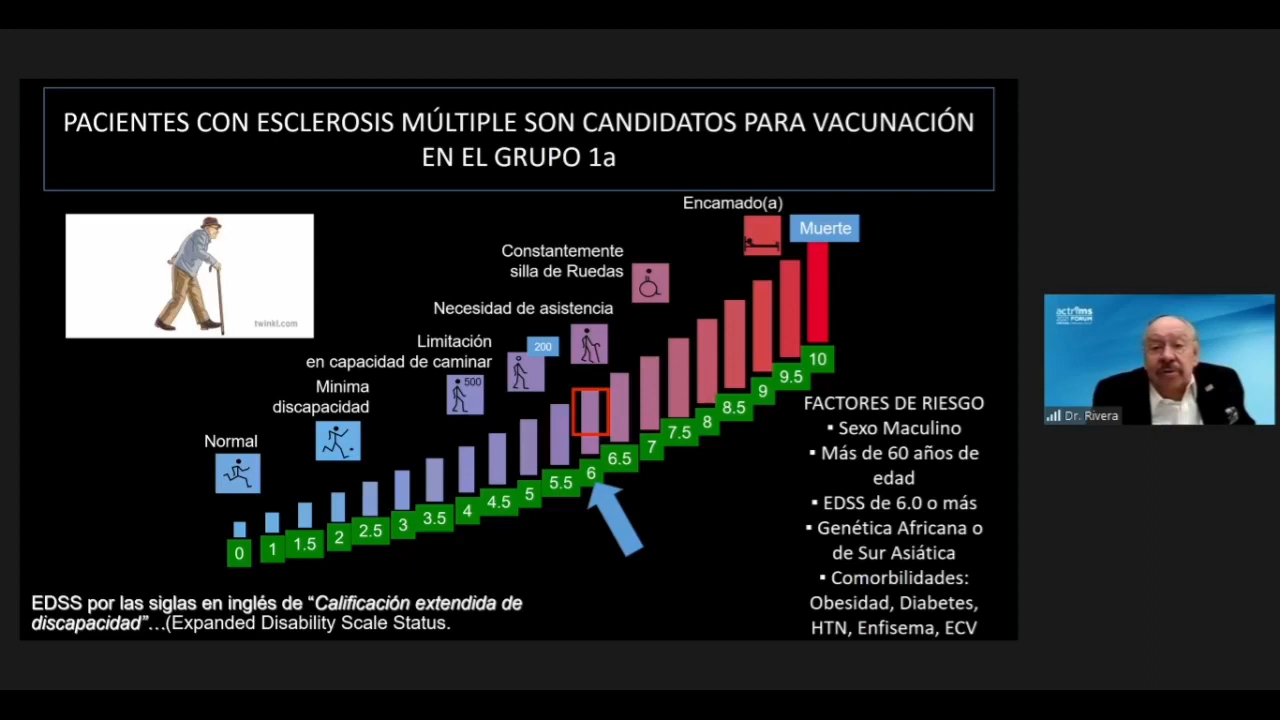 PACIENTES CON ESCLEROSIS MÚLTIPLE SON CANDIDATOS PARA VACUNACIÓN
EN EL GRUPO 1a
twinkl.com
Encamado(a)
Muerte
Constantemente
silla de Ruedas
Necesidad de asistencia
Limitación
en capacidad de caminar
200
500
Minima
discapacidad
Normal
0
1
1.5
2
2.5
3
3.5
4
4.5
5
5.5
6
6.5
7
7.5
8
8.5
9
9.5
10
FACTORES DE RIESGO
▪ Sexo Maculino
▪ Más de 60 años de
edad
▪ EDSS de 6.0 o más
▪ Genética Africana o
de Sur Asiática
▪ Comorbilidades:
Obesidad, Diabetes,
HTN, Enfisema, ECV
EDSS por las siglas en inglés de “Calificación extendida de
discapacidad”…(Expanded Disability Scale Status.
actrims
FORUM
Dr. Rivera